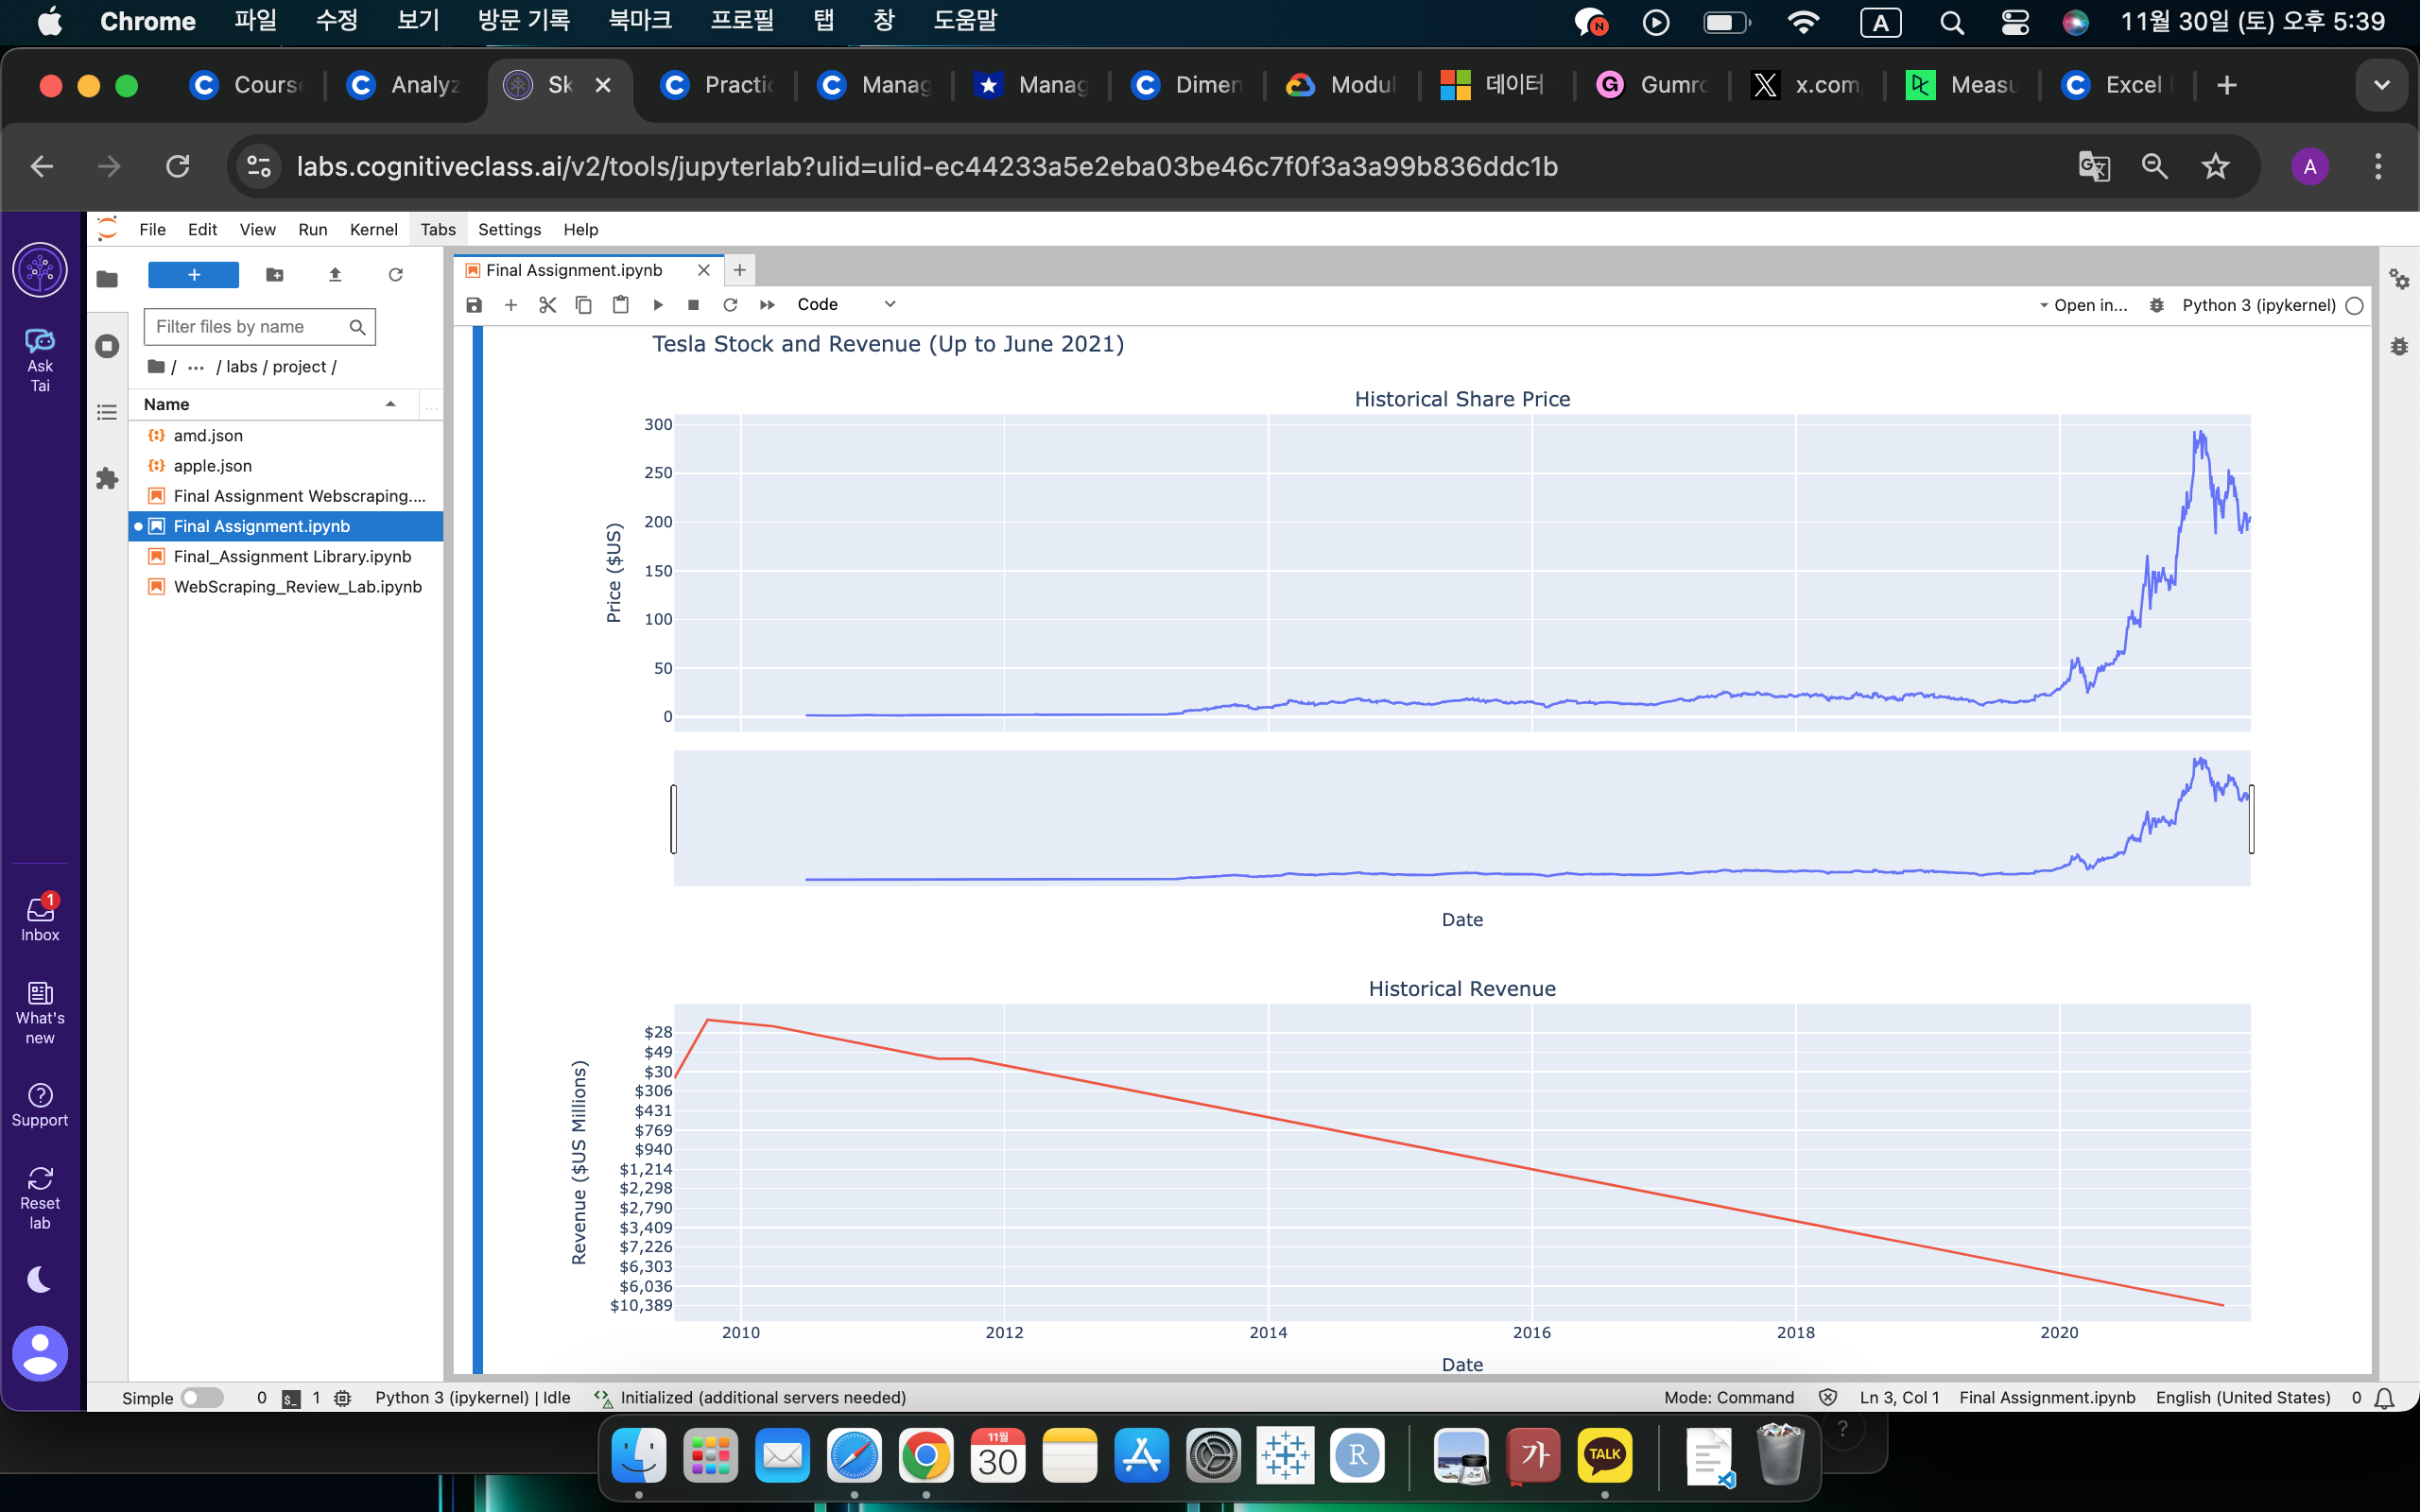 Chrome 파일 수정 보기 방문 기록 북마크 프로필 탭 창 도움말 N A 11월 30일 (토) 오후 5:39
Cours Analyz Sk Practic Manag Manag Dimen Modul 데이터 Gumro x.com Measu Excel
labs.cognitiveclass.ai/v2/tools/jupyterlab?ulid=ulid-ec44233a5e2eba03be46c7f0f3a3a99b836ddc1b A
File Edit View Run Kernel Tabs Settings Help
Final Assignment.ipynb
Code Open in... Python 3 (ipykernel)
Filter files by name
/ ... / labs / project /
Name
amd.json
apple.json
Final Assignment Webscraping....
Final Assignment.ipynb
Final_Assignment Library.ipynb
WebScraping_Review_Lab.ipynb
Ask
Tai
1
Inbox
What's
new
Support
Reset
lab
Tesla Stock and Revenue (Up to June 2021)
Historical Share Price
Price ($US)
300
250
200
150
100
50
0
Date
Historical Revenue
Revenue ($US Millions)
$28
$49
$30
$306
$431
$769
$940
$1,214
$2,298
$2,790
$3,409
$7,226
$6,303
$6,036
$10,389
2010 2012 2014 2016 2018 2020
Date
Simple 0 $_ 1 Python 3 (ipykernel) | Idle Initialized (additional servers needed) Mode: Command Ln 3, Col 1 Final Assignment.ipynb English (United States) 0
11월
30
R
가
TALK
?